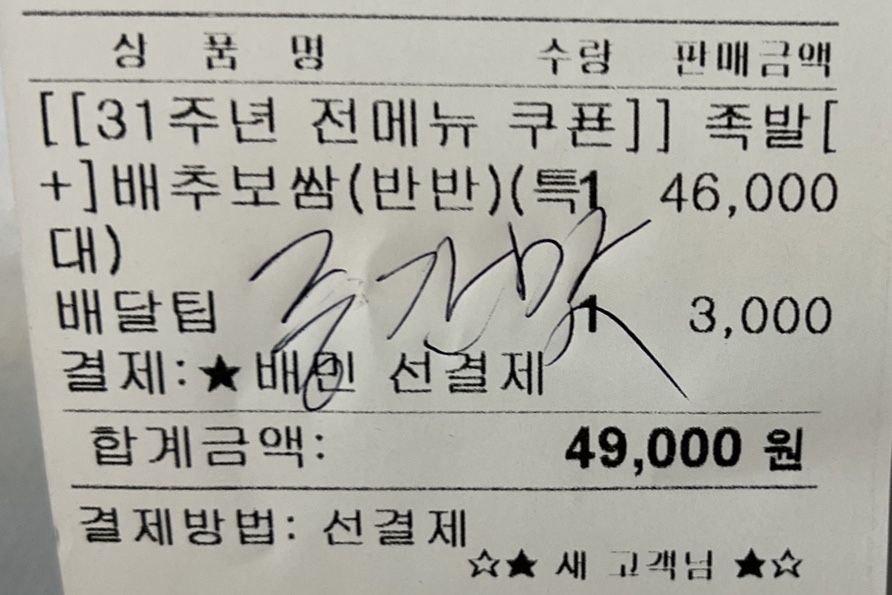 상 품 명 수량 판매금액
[[31주년 전메뉴 쿠폰]] 족발[
+]배추보쌈(반반)(특1 46,000
대)
배달팁 1 3,000
결제:★배민 선결제
합계금액: 49,000 원
결제방법: 선결제
☆★ 새 고객님 ★☆